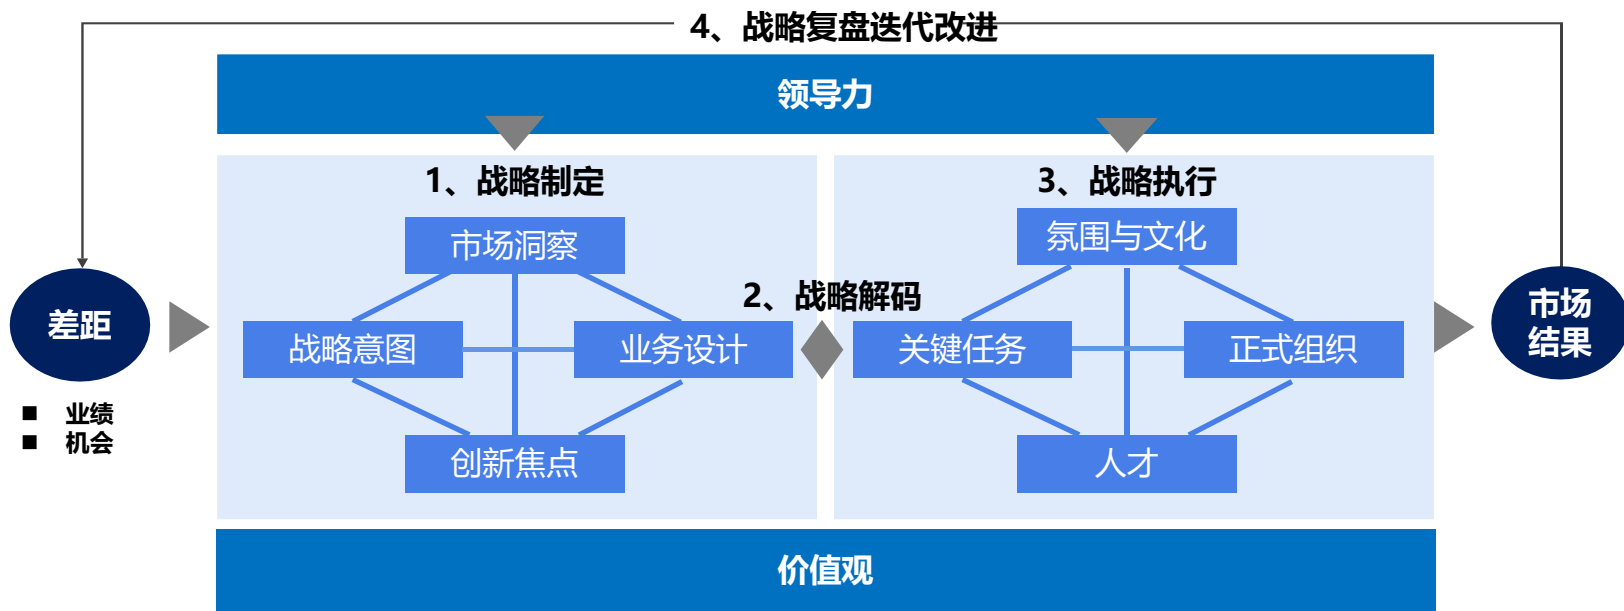 4、战略复盘迭代改进
领导力
1、战略制定
3、战略执行
市场洞察
氛围与文化
2、战略解码
差距
战略意图
业务设计
关键任务
正式组织
市场
结果
■ 业绩
■ 机会
创新焦点
人才
价值观